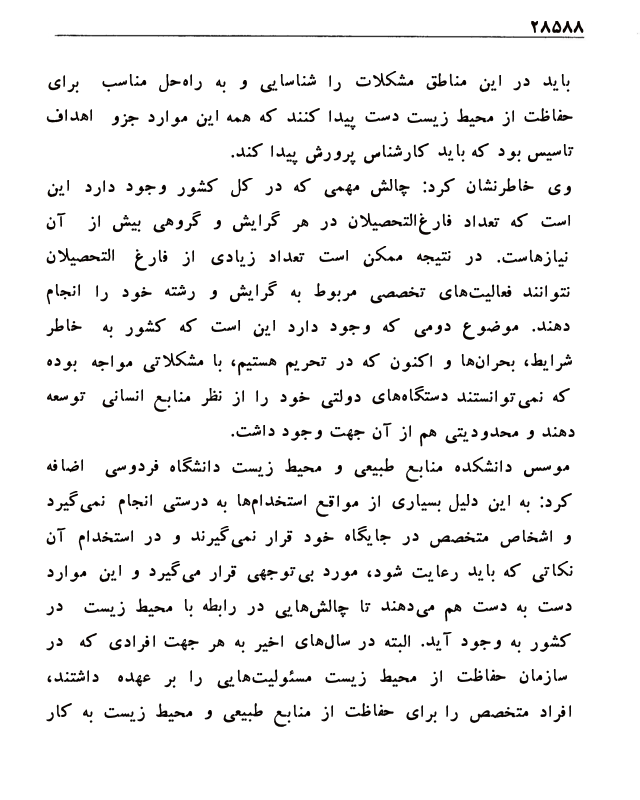 ۲۸۵۸۸
باید در این مناطق مشکلات را شناسایی و به راه‌حل مناسب برای
حفاظت از محیط زیست دست پیدا کنند که همه این موارد جزو اهداف
تاسیس بود که باید کارشناس پرورش پیدا کند.
وی خاطرنشان کرد: چالش مهمی که در کل کشور وجود دارد این
است که تعداد فارغ‌التحصیلان در هر گرایش و گروهی بیش از آن
نیازهاست. در نتیجه ممکن است تعداد زیادی از فارغ التحصیلان
نتوانند فعالیت‌های تخصصی مربوط به گرایش و رشته خود را انجام
دهند. موضوع دومی که وجود دارد این است که کشور به خاطر
شرایط، بحران‌ها و اکنون که در تحریم هستیم، با مشکلاتی مواجه بوده
که نمی‌توانستند دستگاه‌های دولتی خود را از نظر منابع انسانی توسعه
دهند و محدودیتی هم از آن جهت وجود داشت.
موسس دانشکده منابع طبیعی و محیط زیست دانشگاه فردوسی اضافه
کرد: به این دلیل بسیاری از مواقع استخدام‌ها به درستی انجام نمی‌گیرد
و اشخاص متخصص در جایگاه خود قرار نمی‌گیرند و در استخدام آن
نکاتی که باید رعایت شود، مورد بی‌توجهی قرار می‌گیرد و این موارد
دست به دست هم می‌دهند تا چالش‌هایی در رابطه با محیط زیست در
کشور به وجود آید. البته در سال‌های اخیر به هر جهت افرادی که در
سازمان حفاظت از محیط زیست مسئولیت‌هایی را بر عهده داشتند،
افراد متخصص را برای حفاظت از منابع طبیعی و محیط زیست به کار